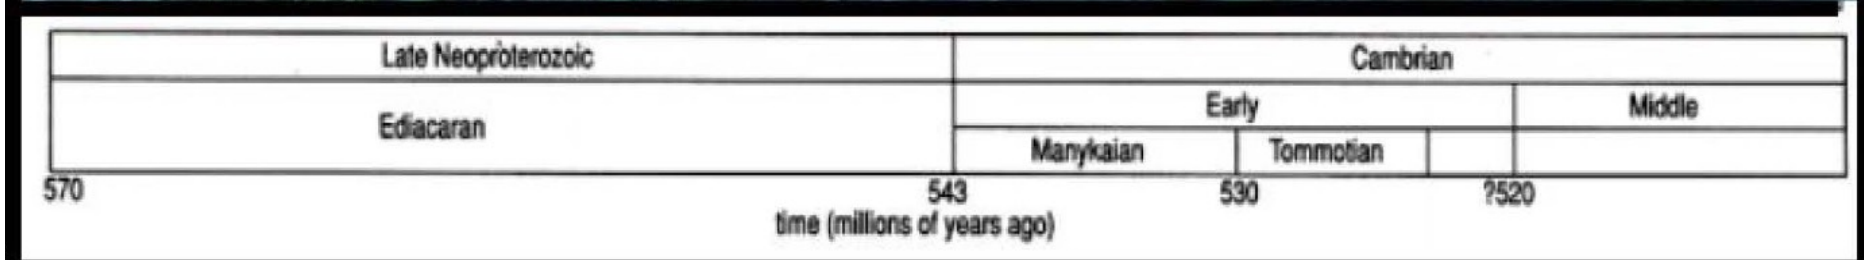 Late Neoproterozoic Cambrian
Early Middle
Ediacaran
Manykaian Tommotian
570 543 530 ?520
time (millions of years ago)